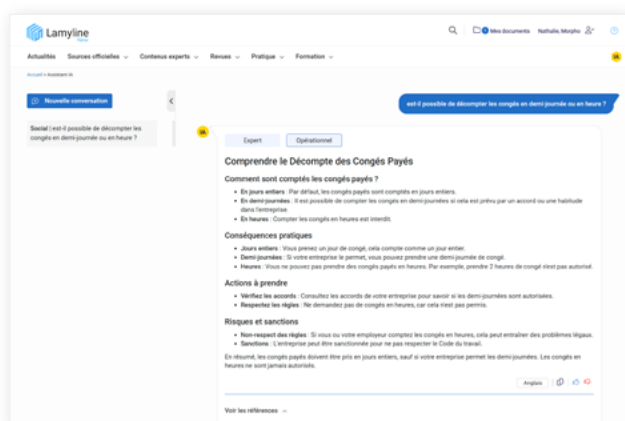 Lamyline
Mes documents Nathalie, Morpho
Actualités Sources officielles Contenus experts Revues Pratique Formation
Accueil > Assistant IA
Nouvelle conversation
est-il possible de décompter les congés en demi-journée ou en heure ?
Social | est-il possible de décompter les
congés en demi-journée ou en heure ?
IA
Expert Opérationnel
Comprendre le Décompte des Congés Payés
Comment sont comptés les congés payés ?
• En jours entiers : Par défaut, les congés payés sont comptés en jours entiers.
• En demi-journées : Il est possible de compter les congés en demi-journées si cela est prévu par un accord ou une habitude
dans l'entreprise.
• En heures : Compter les congés en heures est interdit.
Conséquences pratiques
• Jours entiers : Vous prenez un jour de congé, cela compte comme un jour entier.
• Demi-journées : Si votre entreprise le permet, vous pouvez prendre une demi-journée de congé.
• Heures : Vous ne pouvez pas prendre des congés payés en heures. Par exemple, prendre 2 heures de congé n'est pas autorisé.
Actions à prendre
• Vérifiez les accords : Consultez les accords de votre entreprise pour savoir si les demi-journées sont autorisées.
• Respectez les règles : Ne demandez pas de congés en heures, car cela n'est pas permis.
Risques et sanctions
• Non-respect des règles : Si vous ou votre employeur comptez les congés en heures, cela peut entraîner des problèmes légaux.
• Sanctions : L'entreprise peut être sanctionnée pour ne pas respecter le Code du travail.
En résumé, les congés payés doivent être pris en jours entiers, sauf si votre entreprise permet les demi-journées. Les congés en
heures ne sont jamais autorisés.
Anglais
Voir les références